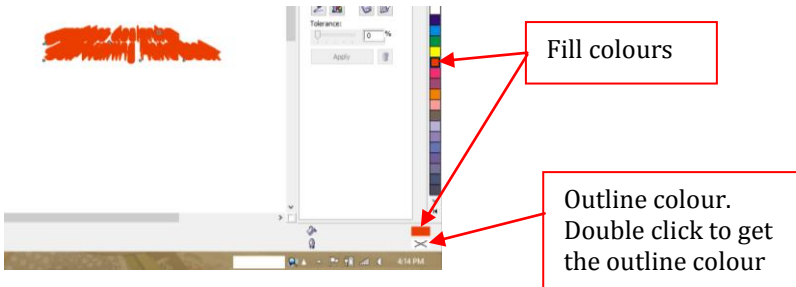 Tolerance:
0 %
Apply
Fill colours
Outline colour.
Double click to get
the outline colour
4:14 PM